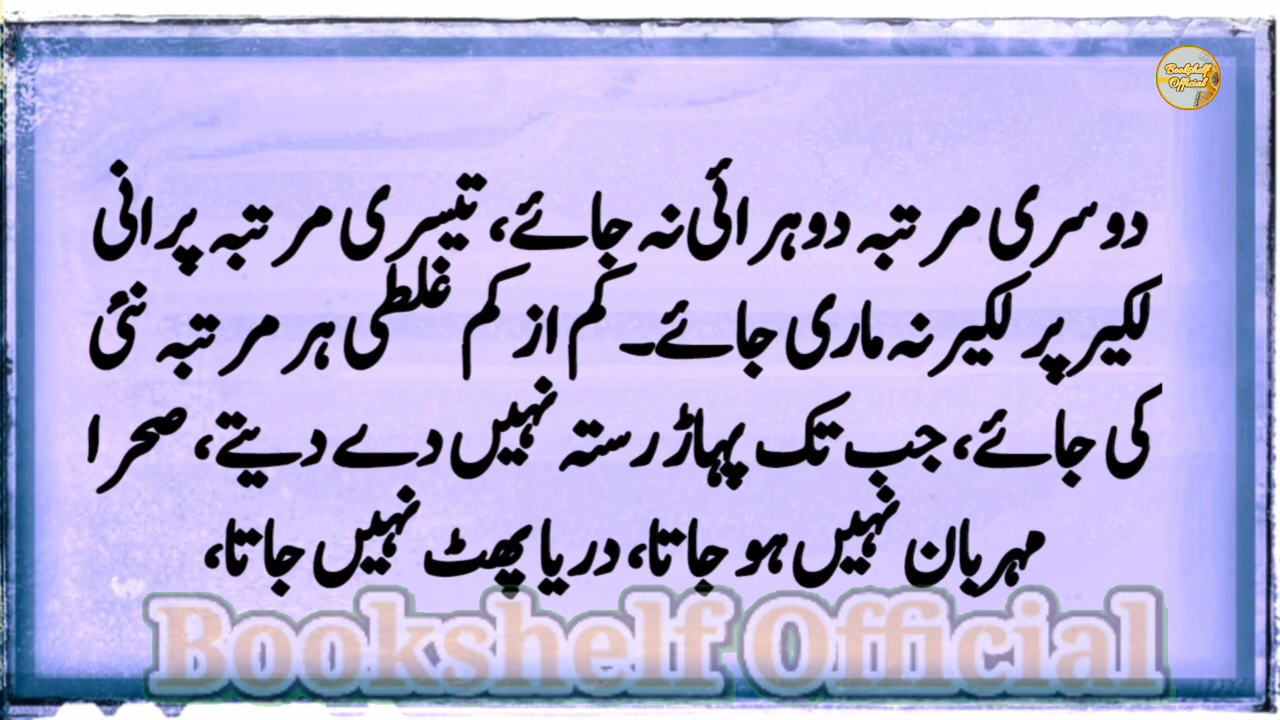 Bookshelf
Official
دوسری مرتبہ دوہرائی نہ جائے، تیسری مرتبہ پرانی
لکیر پر لکیر نہ ماری جائے۔ کم از کم غلطی ہر مرتبہ نئی
کی جائے، جب تک پہاڑ رستہ نہیں دے دیتے، صحرا
مہربان نہیں ہو جاتا، دریا پھٹ نہیں جاتا،
Bookshelf Official